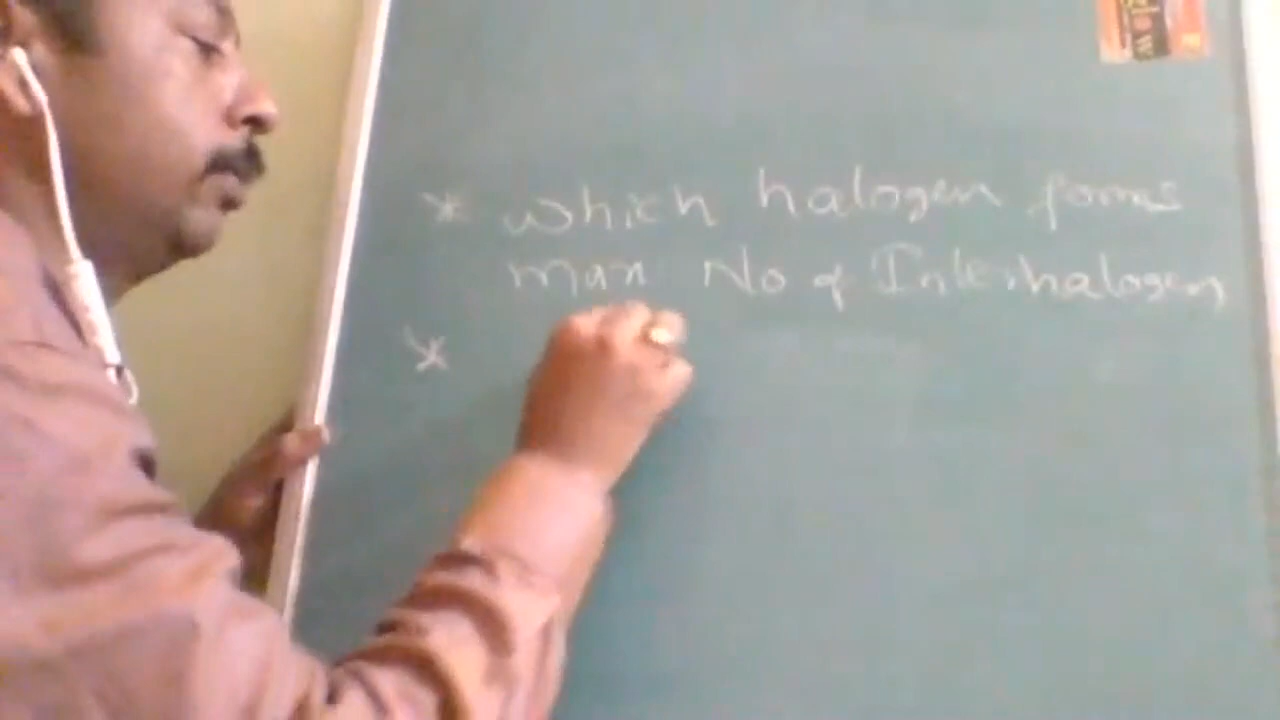 * which halogen forms
max No of Interhalogen
*